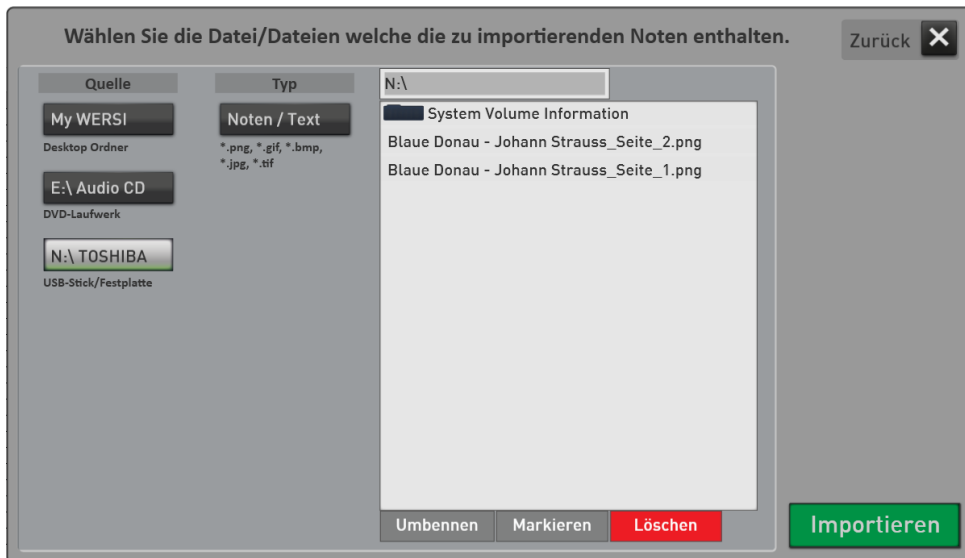 Wählen Sie die Datei/Dateien welche die zu importierenden Noten enthalten.
Zurück
Quelle
My WERSI
Desktop Ordner
E:\ Audio CD
DVD-Laufwerk
N:\ TOSHIBA
USB-Stick/Festplatte
Typ
Noten / Text
*.png, *.gif, *.bmp,
*.jpg, *.tif
N:\
System Volume Information
Blaue Donau - Johann Strauss_Seite_2.png
Blaue Donau - Johann Strauss_Seite_1.png
Umbennen
Markieren
Löschen
Importieren